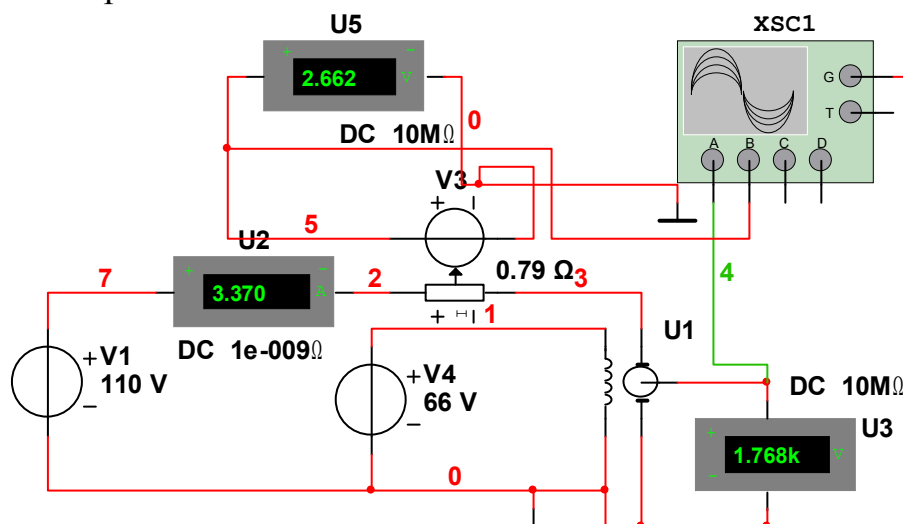 U5
XSC1
+ −
2.662 V
G
T
0
DC 10MΩ
A B C D
V3
+ −
5
U2
4
7
+ −
3.370 A
2
0.79 Ω
3
+ −
1
U1
DC 1e-009Ω
+ V1
110 V
−
+ V4
66 V
−
DC 10MΩ
U3
+
1.768k V
−
0